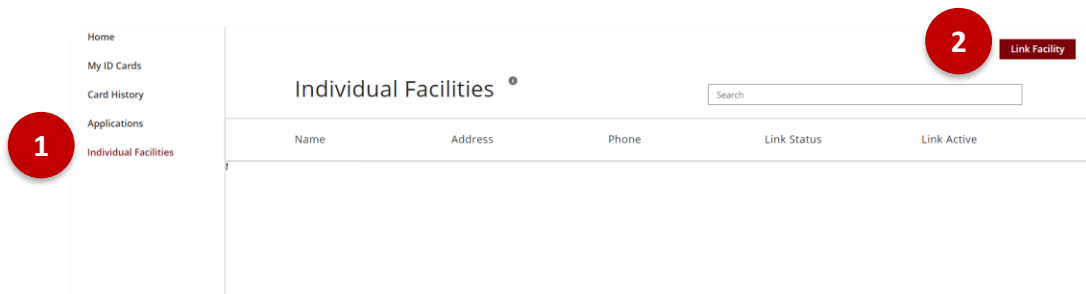 Home
My ID Cards
Card History
Applications
Individual Facilities
1
2
Link Facility
Individual Facilities
Search
Name Address Phone Link Status Link Active